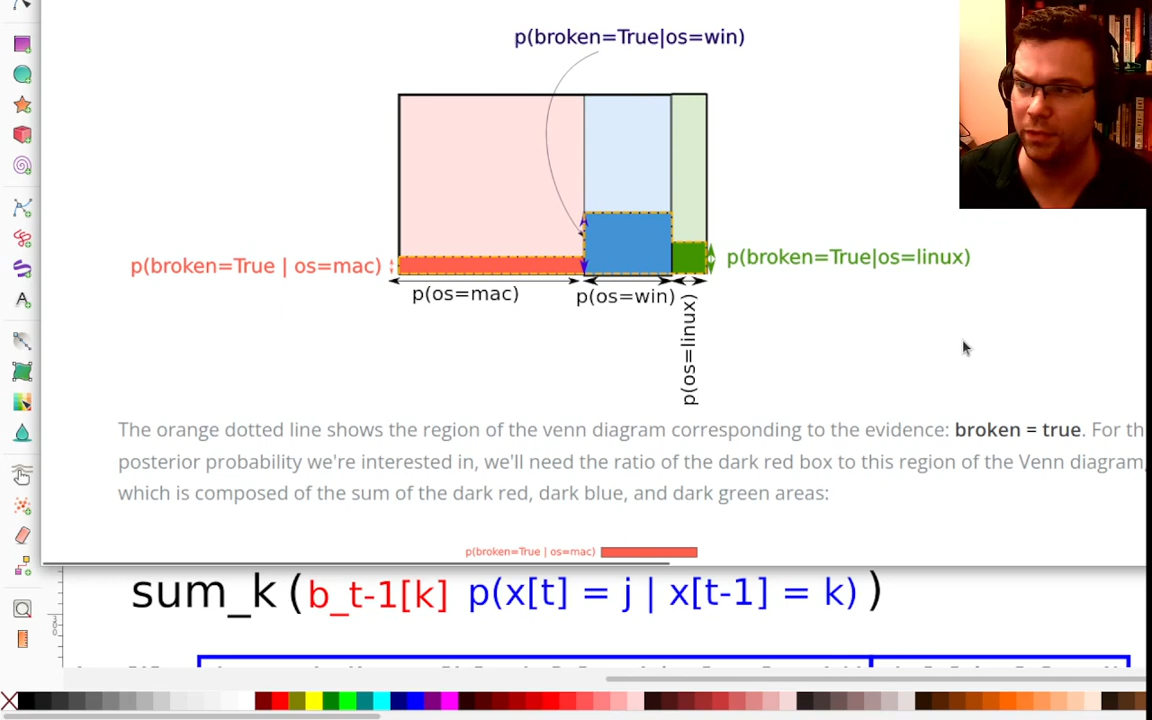 p(broken=True|os=win)
p(broken=True | os=mac)
p(broken=True|os=linux)
p(os=mac)
p(os=win)
p(os=linux)
The orange dotted line shows the region of the venn diagram corresponding to the evidence: broken = true. For th
posterior probability we're interested in, we'll need the ratio of the dark red box to this region of the Venn diagram,
which is composed of the sum of the dark red, dark blue, and dark green areas:
p(broken=True | os=mac)
sum_k (b_t-1[k] p(x[t] = j | x[t-1] = k) )